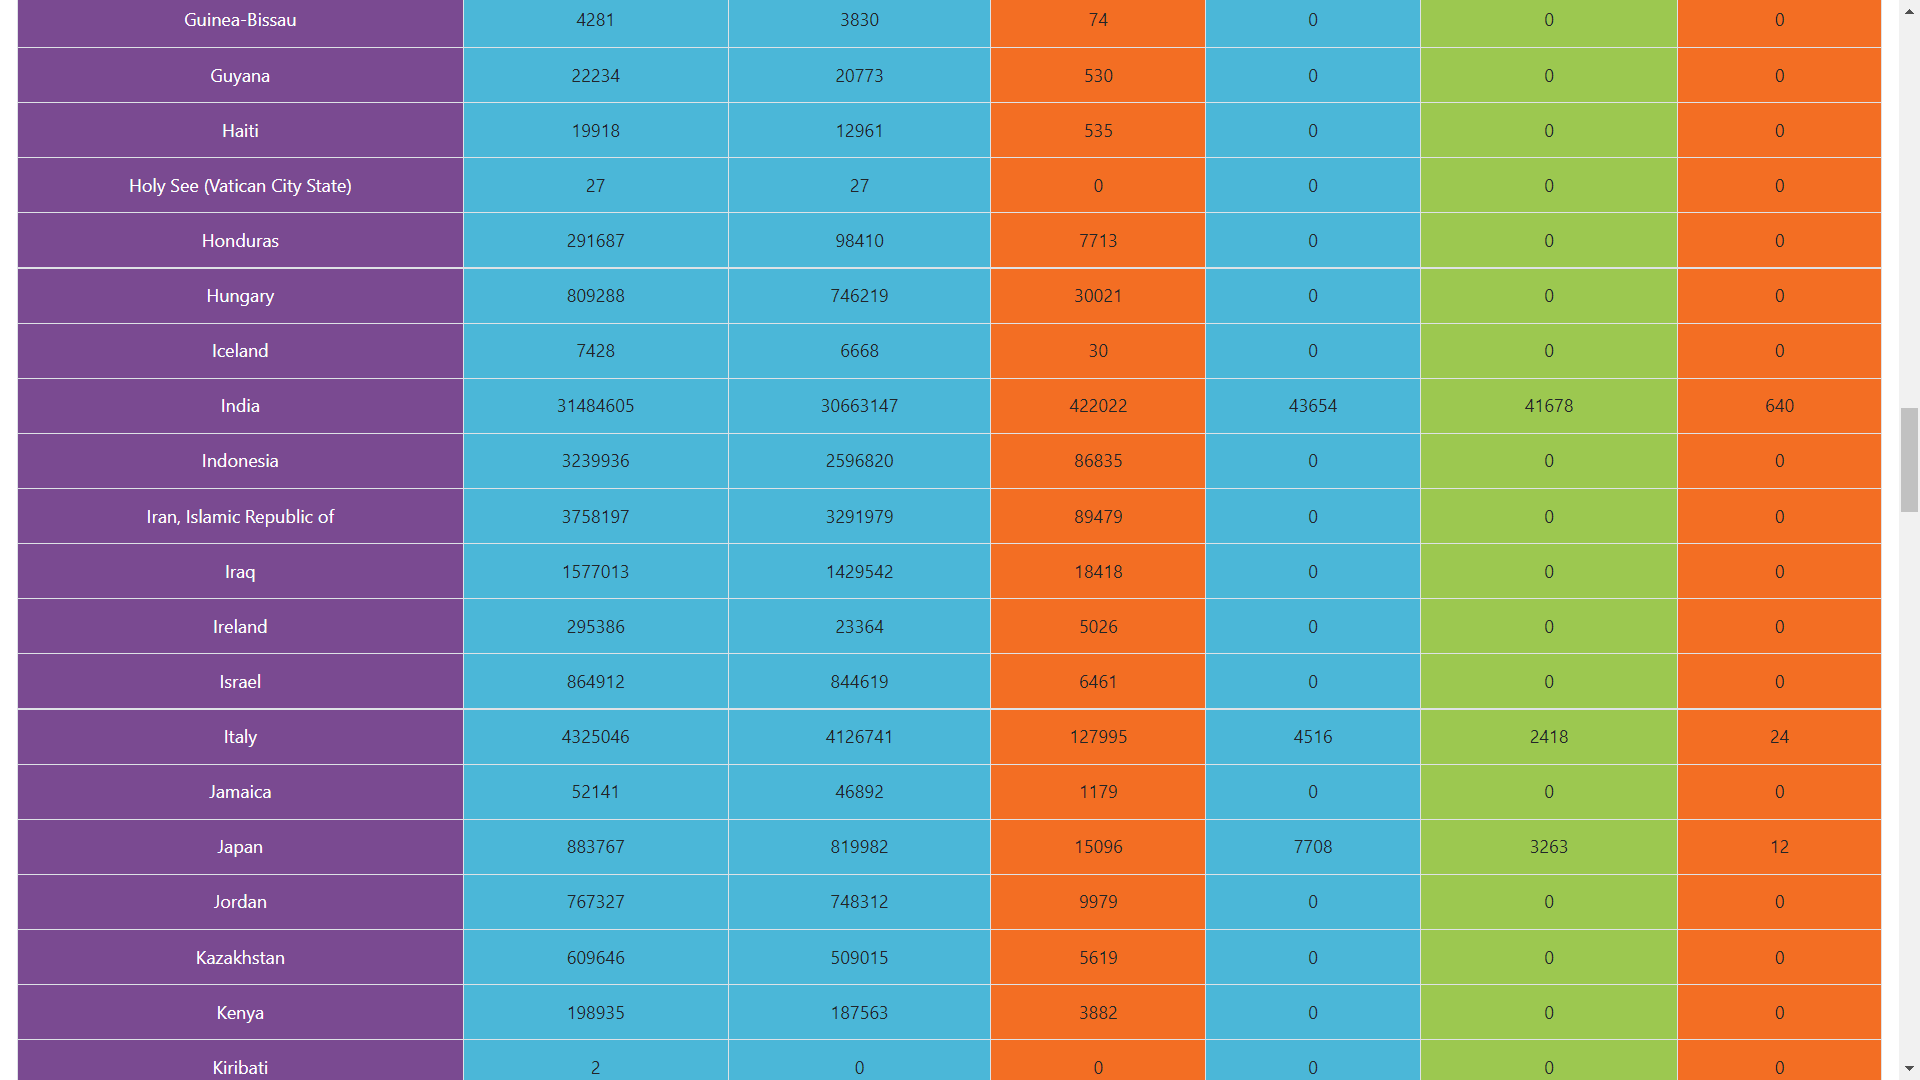 Guinea-Bissau 4281 3830 74 0 0 0
Guyana 22234 20773 530 0 0 0
Haiti 19918 12961 535 0 0 0
Holy See (Vatican City State) 27 27 0 0 0 0
Honduras 291687 98410 7713 0 0 0
Hungary 809288 746219 30021 0 0 0
Iceland 7428 6668 30 0 0 0
India 31484605 30663147 422022 43654 41678 640
Indonesia 3239936 2596820 86835 0 0 0
Iran, Islamic Republic of 3758197 3291979 89479 0 0 0
Iraq 1577013 1429542 18418 0 0 0
Ireland 295386 23364 5026 0 0 0
Israel 864912 844619 6461 0 0 0
Italy 4325046 4126741 127995 4516 2418 24
Jamaica 52141 46892 1179 0 0 0
Japan 883767 819982 15096 7708 3263 12
Jordan 767327 748312 9979 0 0 0
Kazakhstan 609646 509015 5619 0 0 0
Kenya 198935 187563 3882 0 0 0
Kiribati 2 0 0 0 0 0